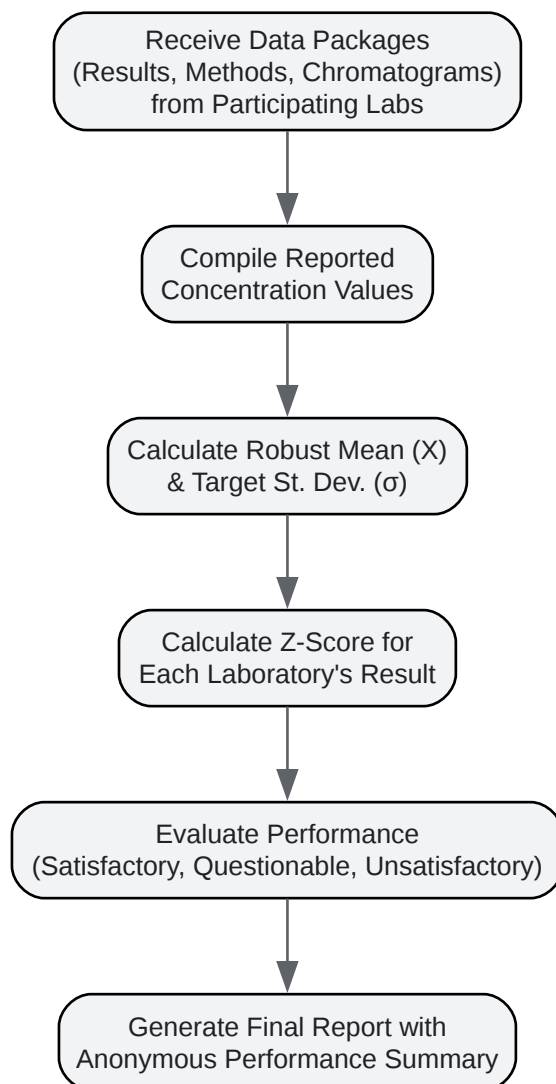 Receive Data Packages
(Results, Methods, Chromatograms)
from Participating Labs
Compile Reported
Concentration Values
Calculate Robust Mean (X)
& Target St. Dev. (σ)
Calculate Z-Score for
Each Laboratory's Result
Evaluate Performance
(Satisfactory, Questionable, Unsatisfactory)
Generate Final Report with
Anonymous Performance Summary